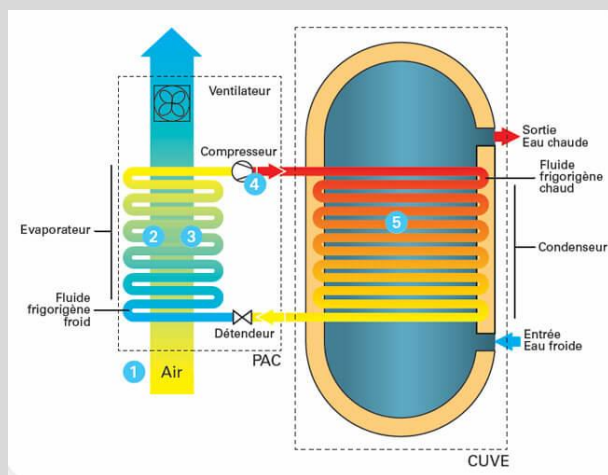 Ventilateur
Compresseur
4
Evaporateur
2
3
Fluide
frigorigène
froid
Détendeur
PAC
1
Air
5
Sortie
Eau chaude
Fluide
frigorigène
chaud
Condenseur
Entrée
Eau froide
CUVE